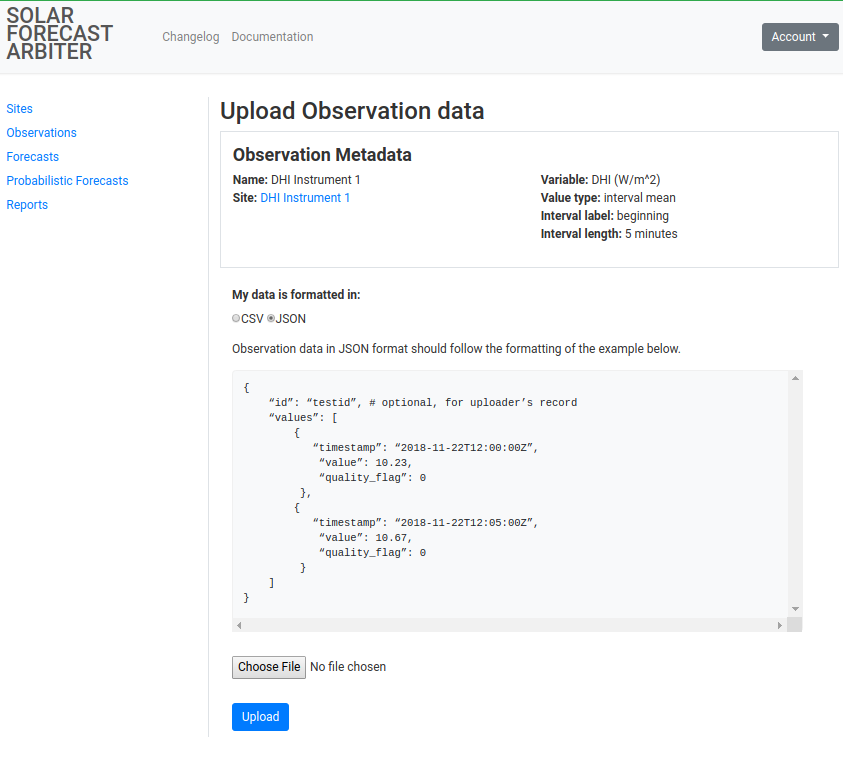 SOLAR
FORECAST
ARBITER
Changelog Documentation
Account
Sites
Observations
Forecasts
Probabilistic Forecasts
Reports
Upload Observation data
Observation Metadata
Name: DHI Instrument 1
Site: DHI Instrument 1
Variable: DHI (W/m^2)
Value type: interval mean
Interval label: beginning
Interval length: 5 minutes
My data is formatted in:
CSV JSON
Observation data in JSON format should follow the formatting of the example below.
{
    “id”: “testid”, # optional, for uploader’s record
    “values”: [
        {
           “timestamp”: “2018-11-22T12:00:00Z”,
            “value”: 10.23,
            “quality_flag”: 0
         },
        {
           “timestamp”: “2018-11-22T12:05:00Z”,
            “value”: 10.67,
            “quality_flag”: 0
         }
    ]
}
Choose File No file chosen
Upload